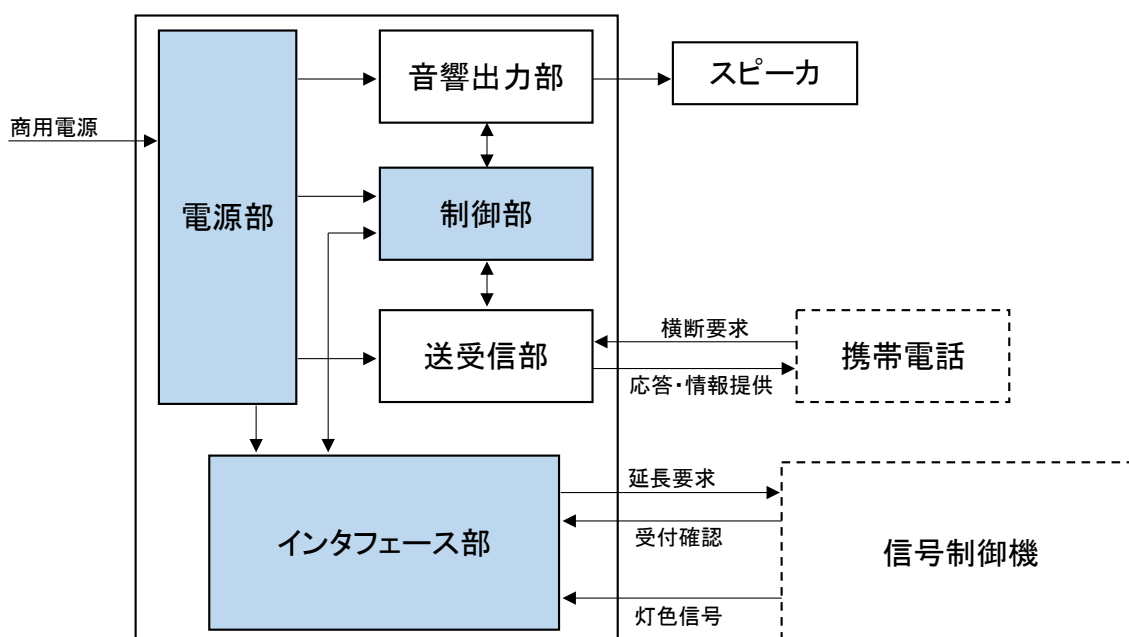 音響出力部
スピーカ
商用電源
電源部
制御部
送受信部
横断要求
応答・情報提供
携帯電話
インタフェース部
延長要求
受付確認
灯色信号
信号制御機